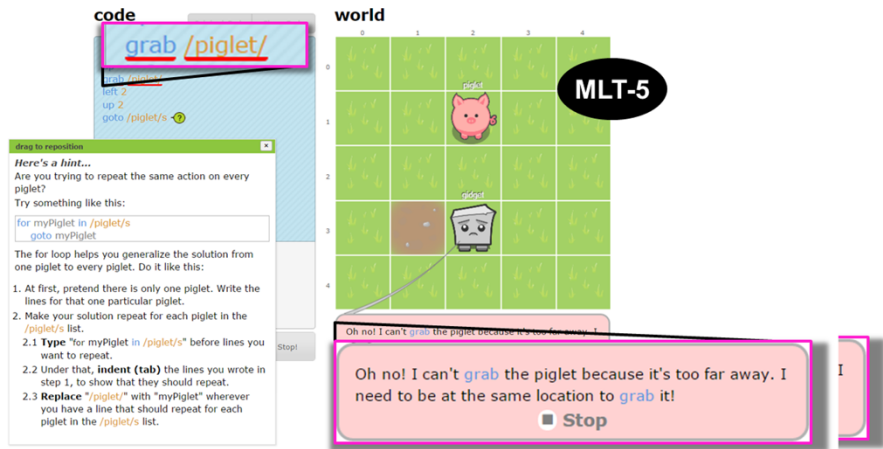 code
world
grab /piglet/
grab /piglet/
left 2
up 2
goto /piglet/s ?
0 1 2 3 4
0
1
2
3
4
piglet
gidget
MLT-5
drag to reposition
×
Here's a hint...
Are you trying to repeat the same action on every
piglet?
Try something like this:
for myPiglet in /piglet/s
goto myPiglet
The for loop helps you generalize the solution from
one piglet to every piglet. Do it like this:
1. At first, pretend there is only one piglet. Write the
lines for that one particular piglet.
2. Make your solution repeat for each piglet in the
/piglet/s list.
2.1 Type "for myPiglet in /piglet/s" before lines you
want to repeat.
2.2 Under that, indent (tab) the lines you wrote in
step 1, to show that they should repeat.
2.3 Replace "/piglet/" with "myPiglet" wherever
you have a line that should repeat for each
piglet in the /piglet/s list.
Stop!
Oh no! I can't grab the piglet because it's too far away. I
Oh no! I can't grab the piglet because it's too far away. I
need to be at the same location to grab it!
Stop
I